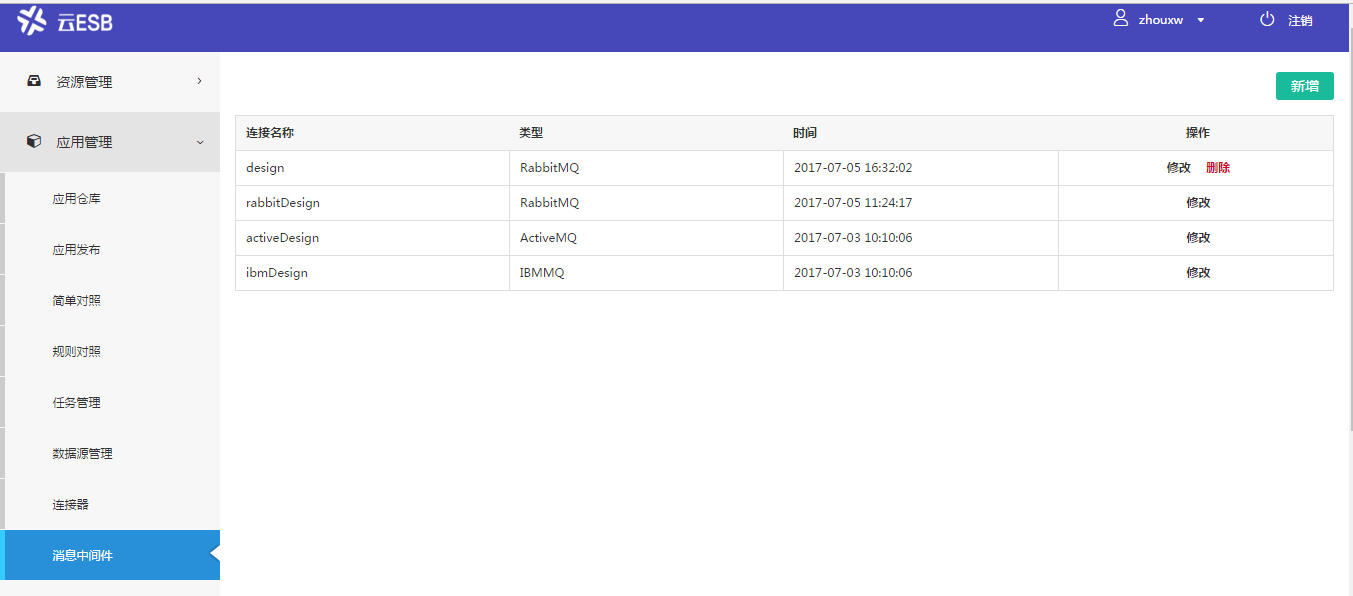 云ESB
zhouxw
注销
资源管理
应用管理
应用仓库
应用发布
简单对照
规则对照
任务管理
数据源管理
连接器
消息中间件
新增
连接名称 类型 时间 操作
design RabbitMQ 2017-07-05 16:32:02 修改 删除
rabbitDesign RabbitMQ 2017-07-05 11:24:17 修改
activeDesign ActiveMQ 2017-07-03 10:10:06 修改
ibmDesign IBMMQ 2017-07-03 10:10:06 修改